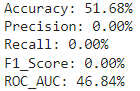 Accuracy: 51.68%
Precision: 0.00%
Recall: 0.00%
F1_Score: 0.00%
ROC_AUC: 46.84%